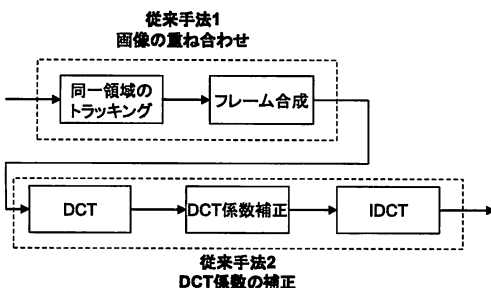 従来手法1
画像の重ね合わせ
同一領域の
トラッキング
フレーム合成
DCT
DCT係数補正
IDCT
従来手法2
DCT係数の補正